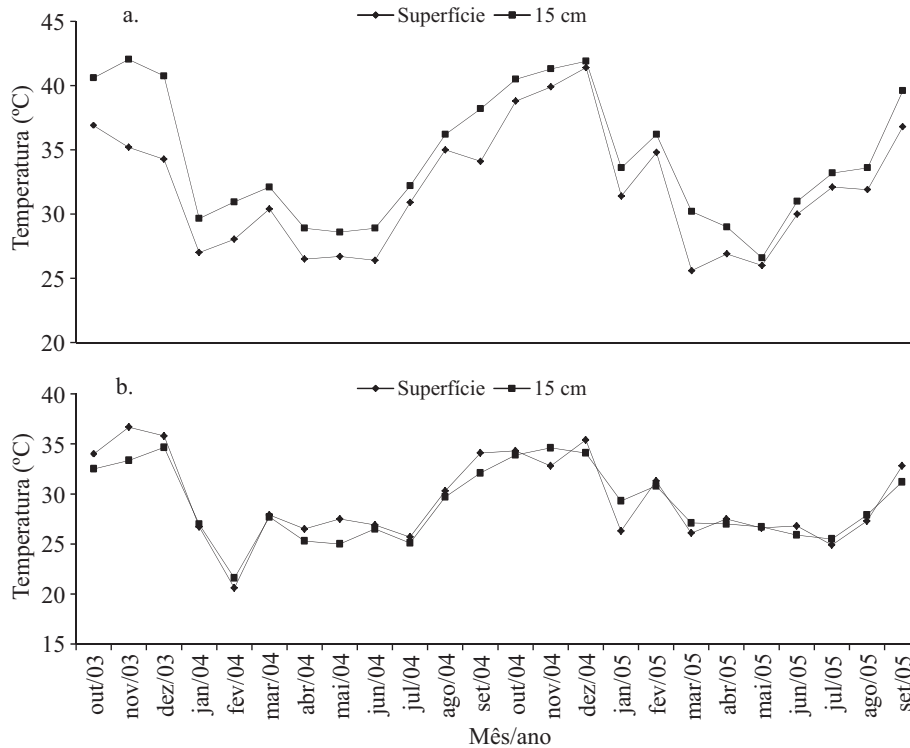 a.
Superfície
15 cm
Temperatura (ºC)
45
40
35
30
25
20
b.
Superfície
15 cm
Temperatura (ºC)
40
35
30
25
20
15
out/03
nov/03
dez/03
jan/04
fev/04
mar/04
abr/04
mai/04
jun/04
jul/04
ago/04
set/04
out/04
nov/04
dez/04
jan/05
fev/05
mar/05
abr/05
mai/05
jun/05
jul/05
ago/05
set/05
Mês/ano